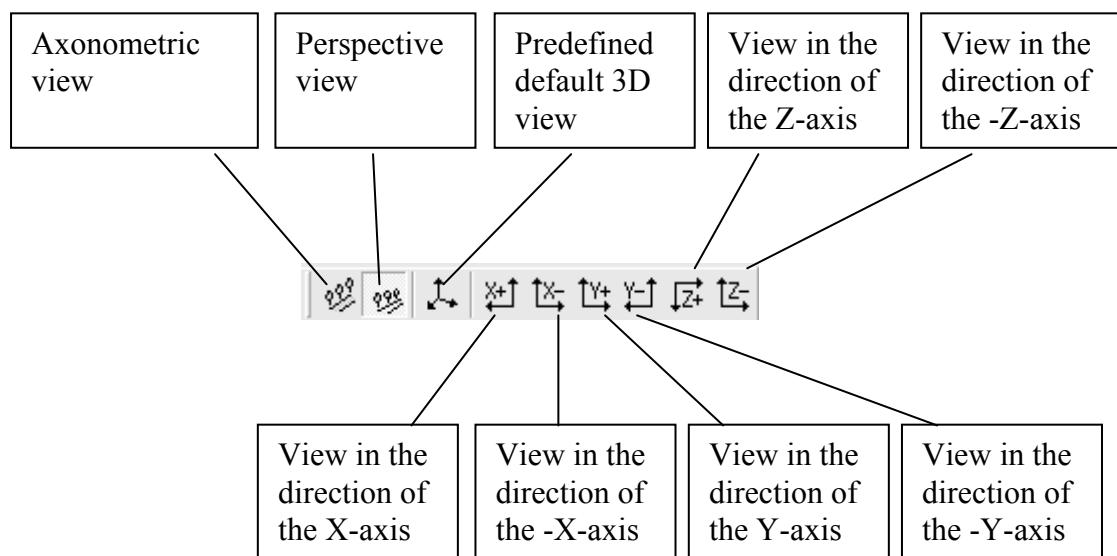 Axonometric
view
Perspective
view
Predefined
default 3D
view
View in the
direction of
the Z-axis
View in the
direction of
the -Z-axis
X+
X-
Y+
Y-
Z+
Z-
View in the
direction of
the X-axis
View in the
direction of
the -X-axis
View in the
direction of
the Y-axis
View in the
direction of
the -Y-axis